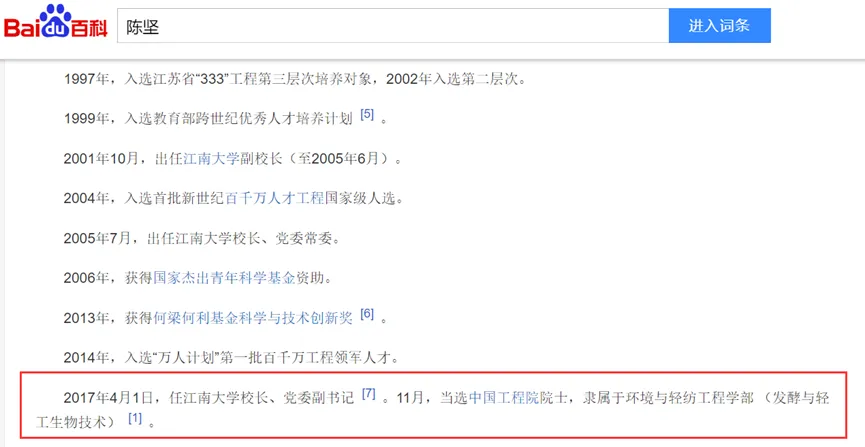 Baidu百科 陈坚 进入词条
1997年，入选江苏省“333”工程第三层次培养对象，2002年入选第二层次。
1999年，入选教育部跨世纪优秀人才培养计划 [5] 。
2001年10月，出任江南大学副校长（至2005年6月）。
2004年，入选首批新世纪百千万人才工程国家级人选。
2005年7月，出任江南大学校长、党委常委。
2006年，获得国家杰出青年科学基金资助。
2013年，获得何梁何利基金科学与技术创新奖 [6] 。
2014年，入选“万人计划”第一批百千万工程领军人才。
2017年4月1日，任江南大学校长、党委副书记 [7] 。11月，当选中国工程院院士，隶属于环境与轻纺工程学部 （发酵与轻
工生物技术） [1] 。